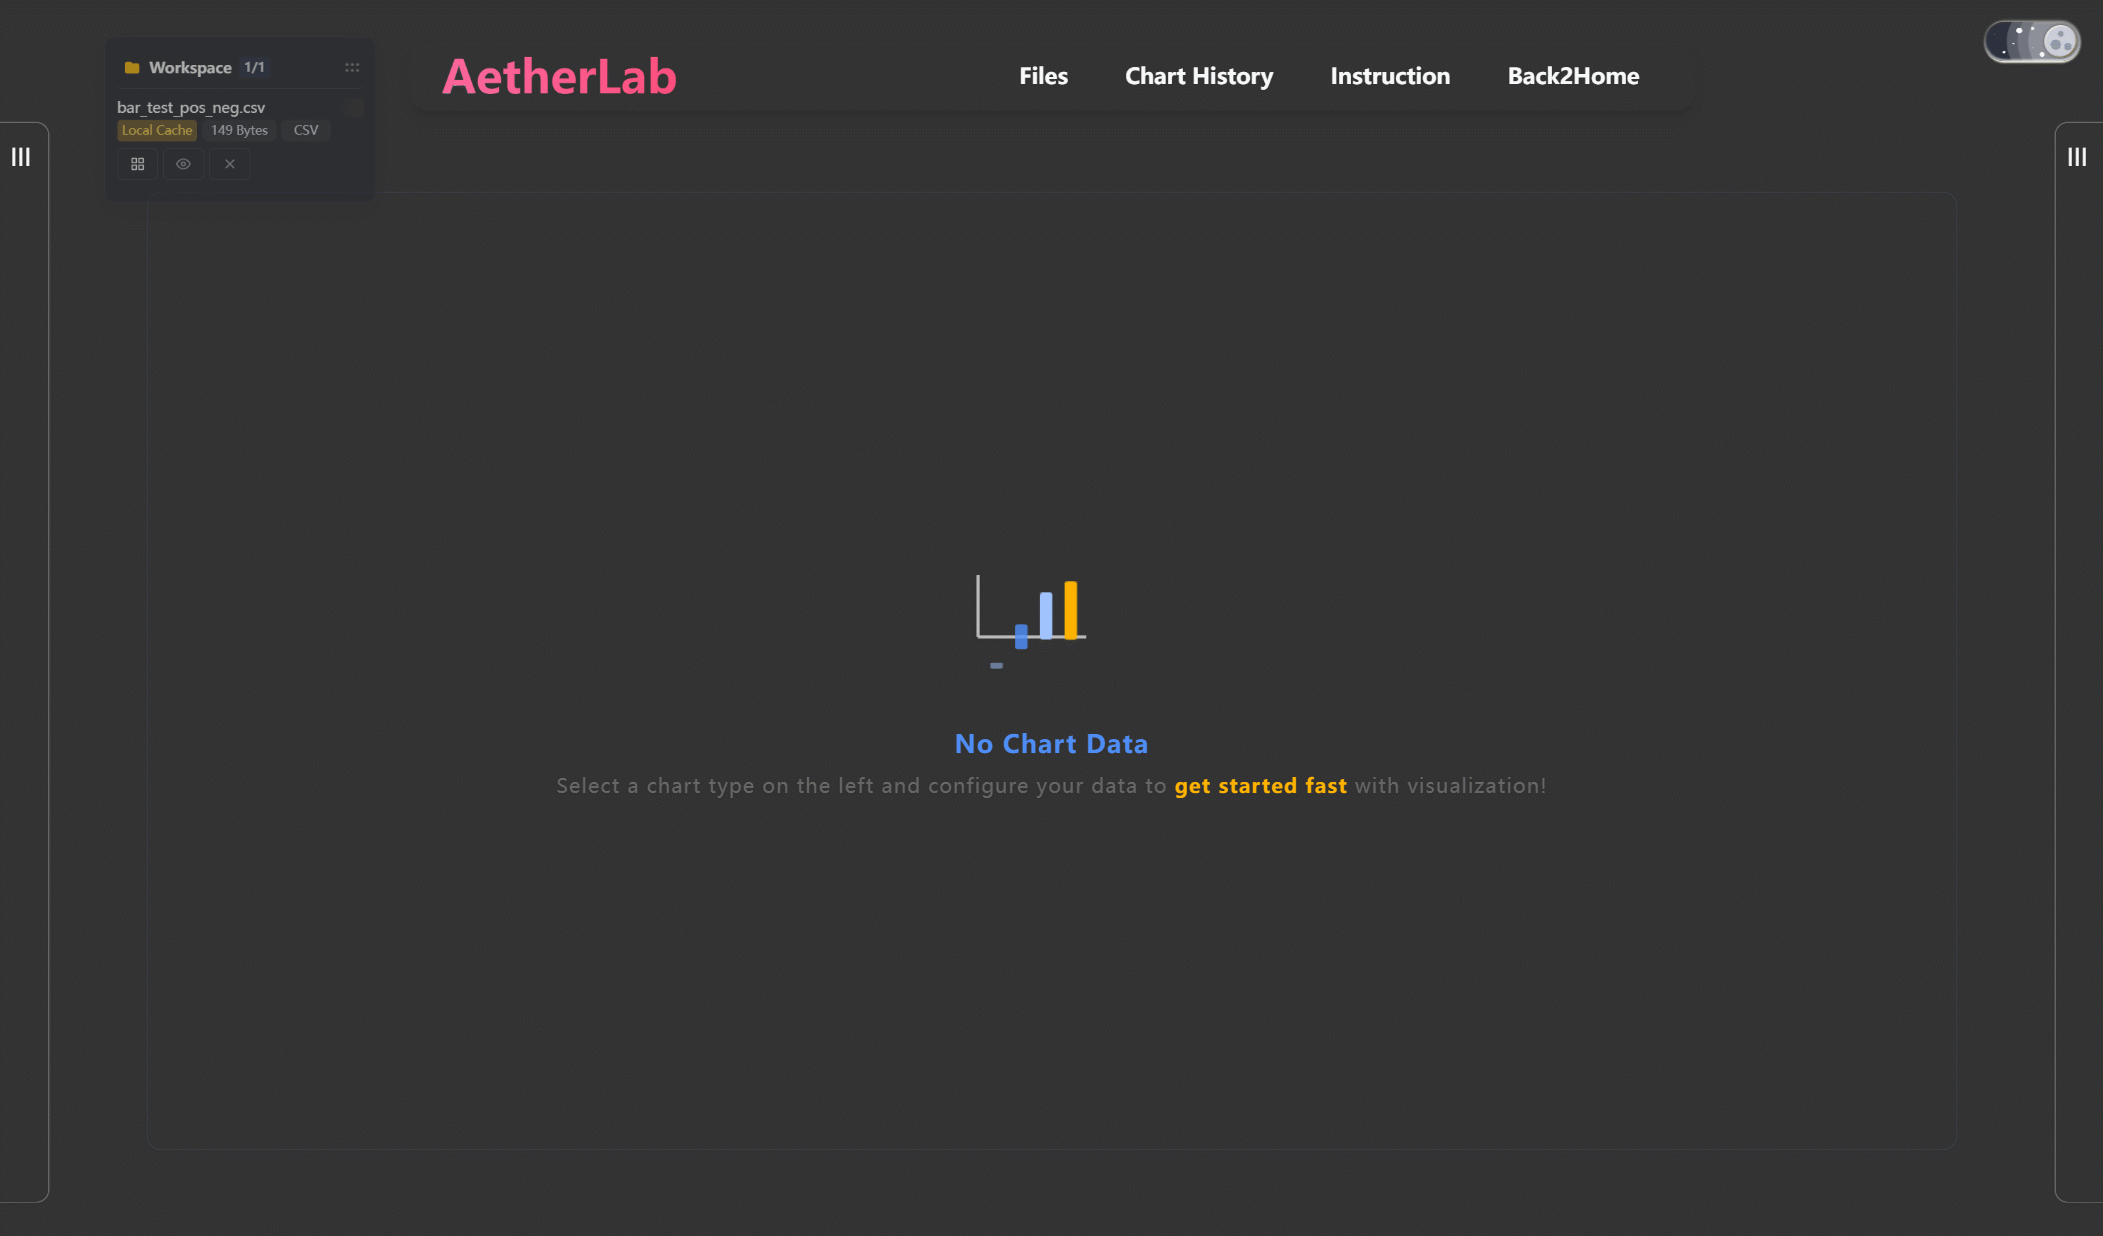 Workspace 1/1
bar_test_pos_neg.csv
Local Cache 149 Bytes CSV
AetherLab
Files Chart History Instruction Back2Home
No Chart Data
Select a chart type on the left and configure your data to get started fast with visualization!